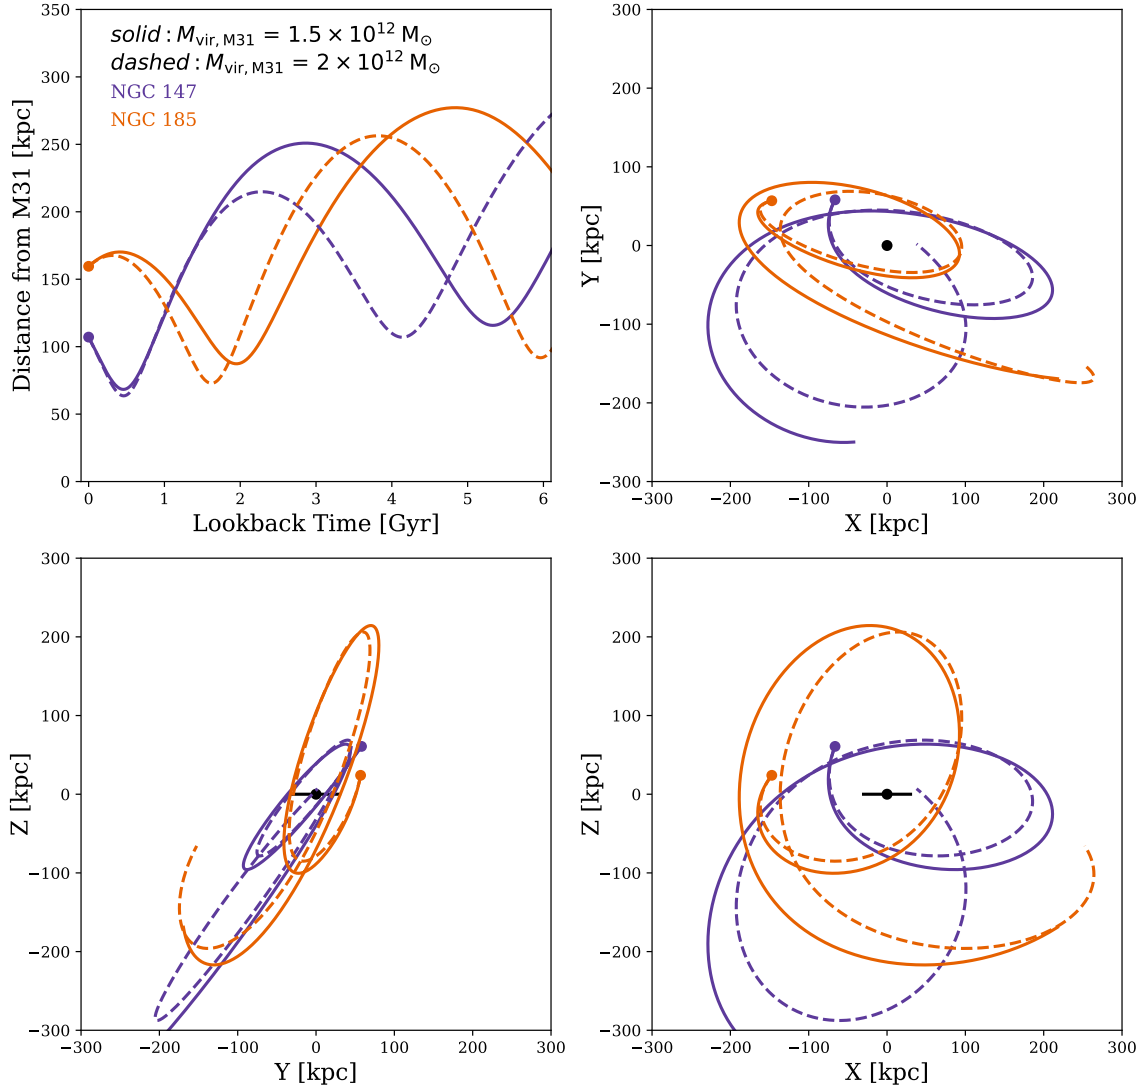 solid : M_vir, M31 = 1.5 × 10^12 M_⊙
dashed : M_vir, M31 = 2 × 10^12 M_⊙
NGC 147
NGC 185
350
300
250
200
150
100
50
0
Distance from M31 [kpc]
0 1 2 3 4 5 6
Lookback Time [Gyr]
300
200
100
0
−100
−200
−300
Y [kpc]
−300 −200 −100 0 100 200 300
X [kpc]
300
200
100
0
−100
−200
−300
Z [kpc]
−300 −200 −100 0 100 200 300
Y [kpc]
300
200
100
0
−100
−200
−300
Z [kpc]
−300 −200 −100 0 100 200 300
X [kpc]